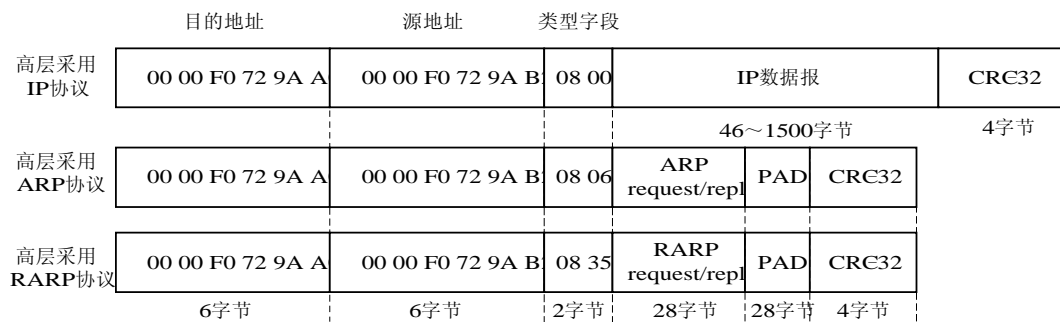 目的地址 源地址 类型字段
高层采用
IP协议
00 00 F0 72 9A A 00 00 F0 72 9A B 08 00 IP数据报 CRC-32
46～1500字节 4字节
高层采用
ARP协议
00 00 F0 72 9A A 00 00 F0 72 9A B 08 06 ARP
request/repl PAD CRC-32
高层采用
RARP协议
00 00 F0 72 9A A 00 00 F0 72 9A B 08 35 RARP
request/repl PAD CRC-32
6字节 6字节 2字节 28字节 28字节 4字节